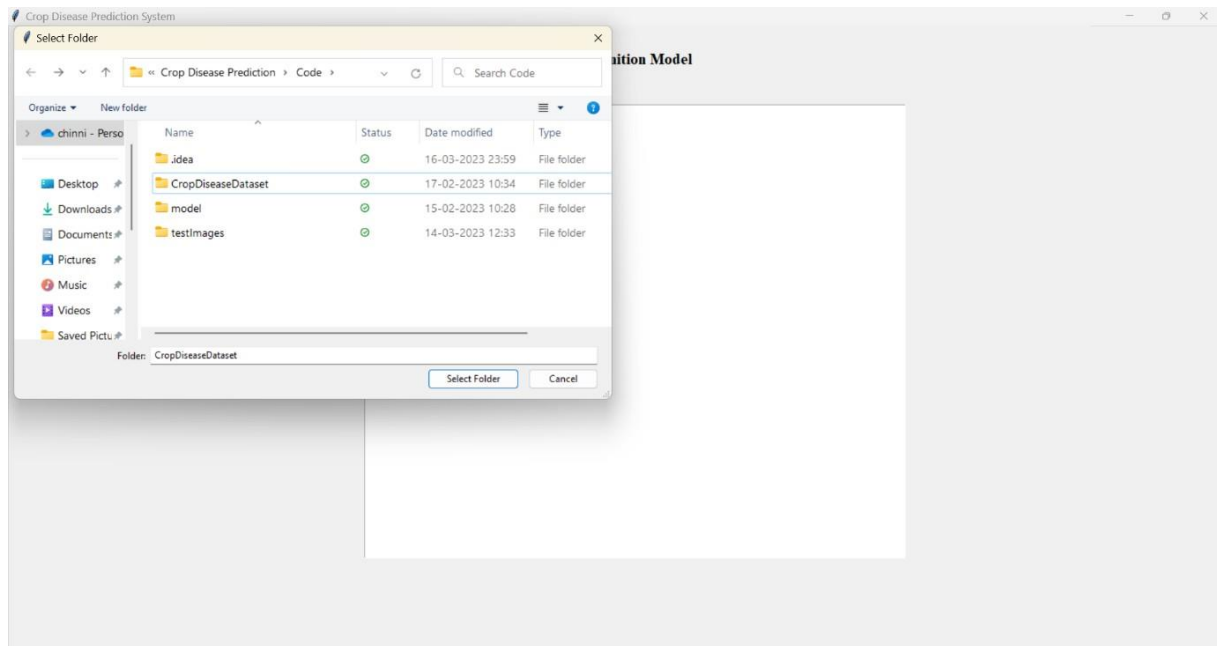 Crop Disease Prediction System
Select Folder
ition Model
« Crop Disease Prediction › Code ›
Search Code
Organize New folder
chinni - Perso Name Status Date modified Type
.idea 16-03-2023 23:59 File folder
Desktop CropDiseaseDataset 17-02-2023 10:34 File folder
Downloads model 15-02-2023 10:28 File folder
Documents testImages 14-03-2023 12:33 File folder
Pictures
Music
Videos
Saved Pictu
Folder: CropDiseaseDataset
Select Folder Cancel